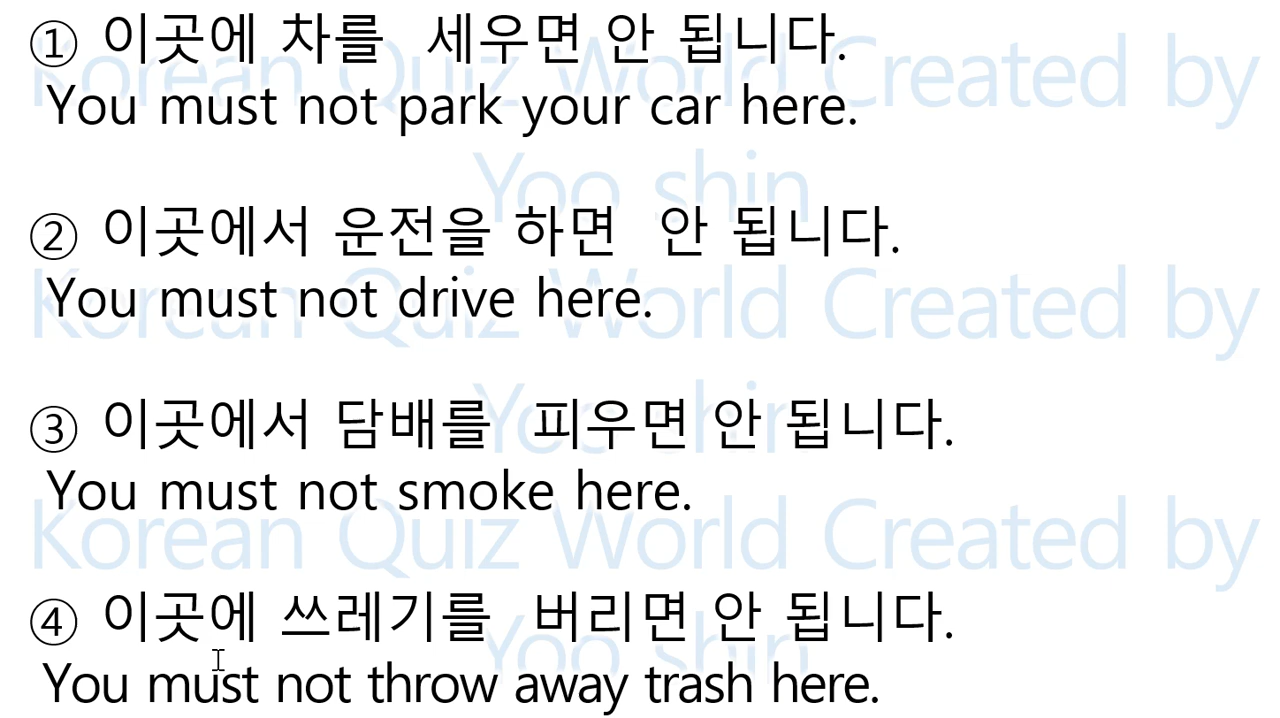 ① 이곳에 차를 세우면 안 됩니다.
You must not park your car here.
② 이곳에서 운전을 하면 안 됩니다.
You must not drive here.
③ 이곳에서 담배를 피우면 안 됩니다.
You must not smoke here.
④ 이곳에 쓰레기를 버리면 안 됩니다.
You must not throw away trash here.
Korean Quiz World Created by
Yoo shin
Korean Quiz World Created by
Yoo shin
Korean Quiz World Created by
Yoo shin